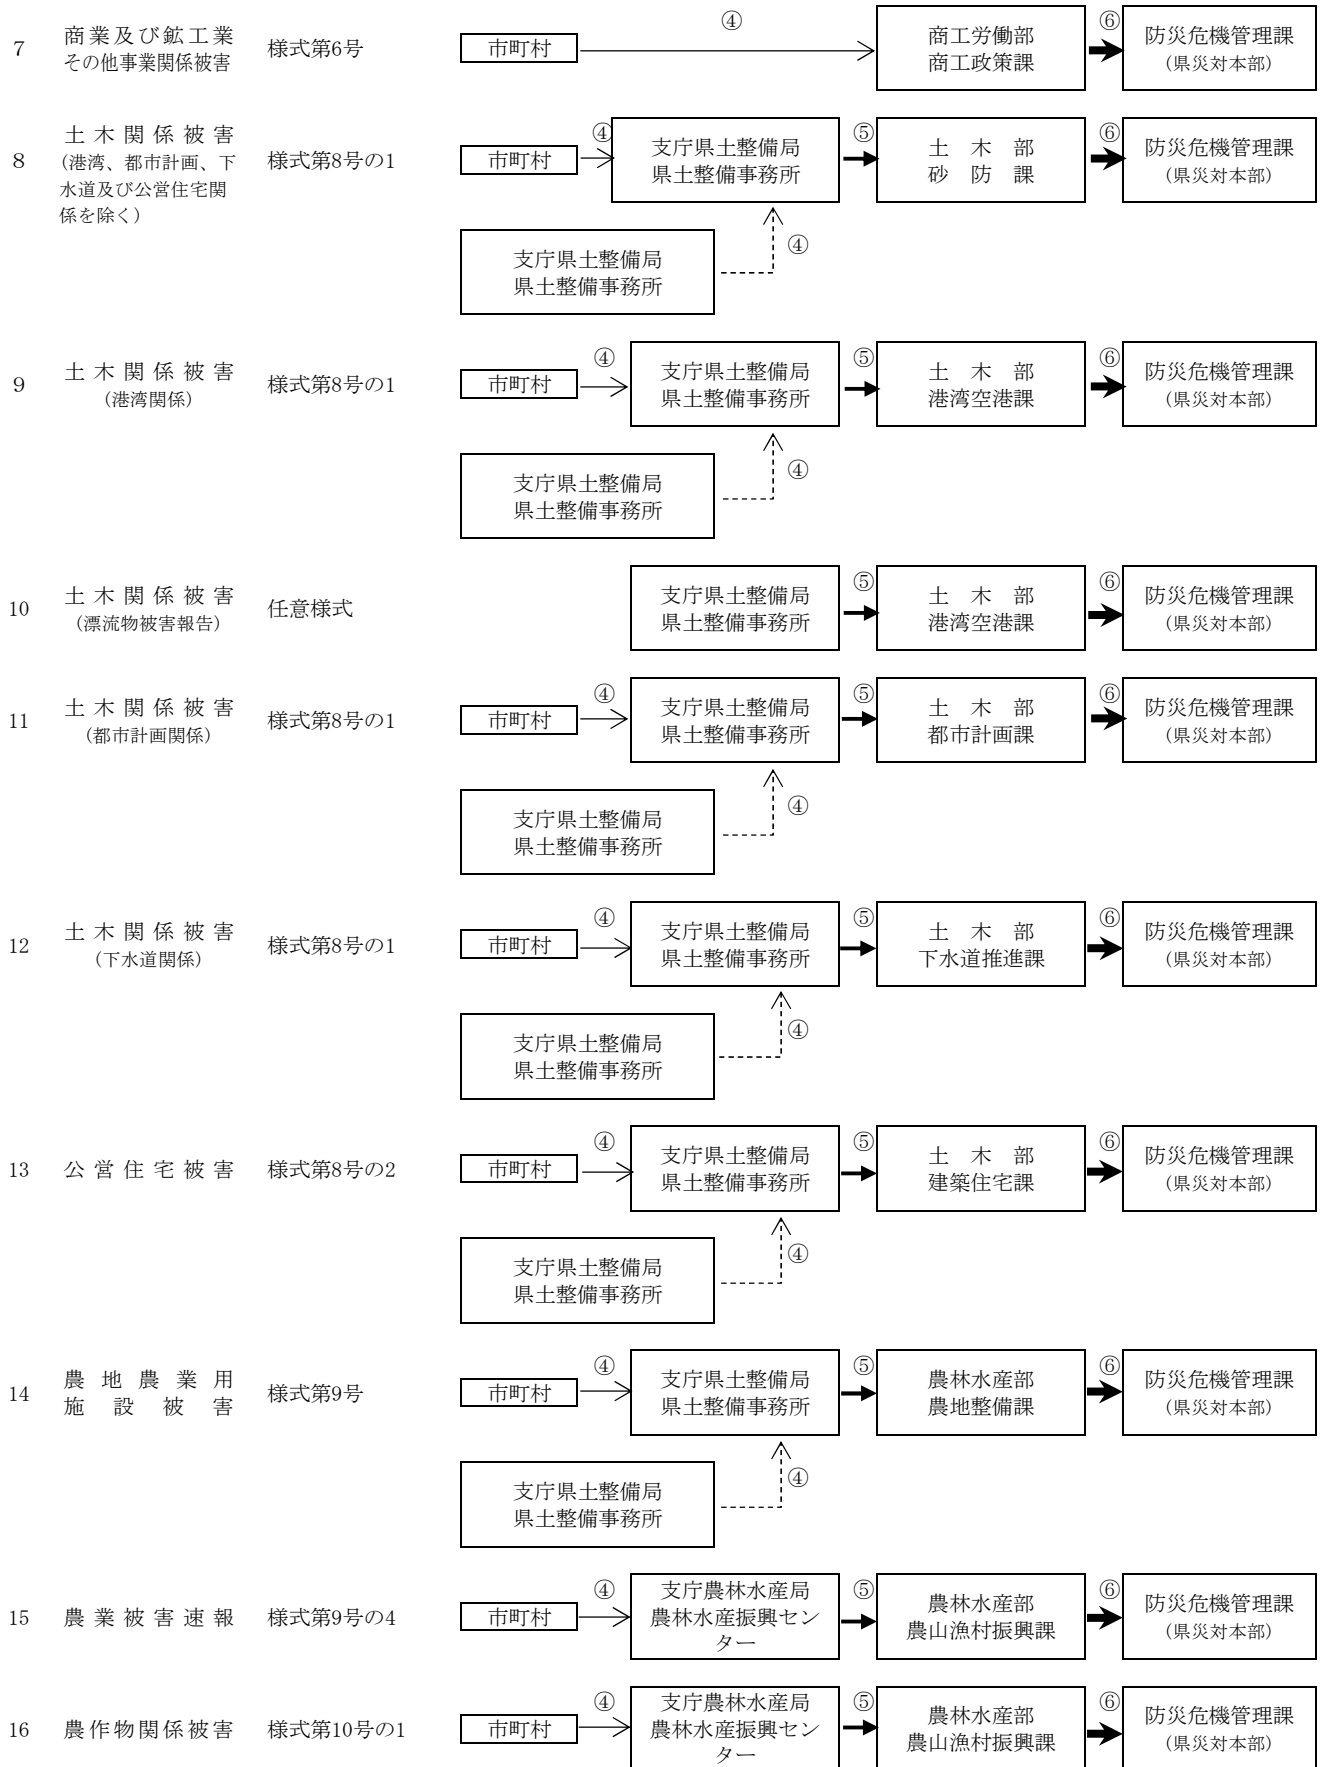 ④ ⑥
7 商業及び鉱工業 様式第6号 市町村 商工労働部 防災危機管理課
その他事業関係被害 商工政策課 (県災対本部)
④ ⑤ ⑥
8 土木関係被害 様式第8号の1 市町村 支庁県土整備局 土木部 防災危機管理課
(港湾、都市計画、下 県土整備事務所 砂防課 (県災対本部)
水道及び公営住宅関
係を除く)
④
支庁県土整備局
県土整備事務所
④ ⑤ ⑥
9 土木関係被害 様式第8号の1 市町村 支庁県土整備局 土木部 防災危機管理課
(港湾関係) 県土整備事務所 港湾空港課 (県災対本部)
④
支庁県土整備局
県土整備事務所
⑤ ⑥
10 土木関係被害 任意様式 支庁県土整備局 土木部 防災危機管理課
(漂流物被害報告) 県土整備事務所 港湾空港課 (県災対本部)
④ ⑤ ⑥
11 土木関係被害 様式第8号の1 市町村 支庁県土整備局 土木部 防災危機管理課
(都市計画関係) 県土整備事務所 都市計画課 (県災対本部)
④
支庁県土整備局
県土整備事務所
④ ⑤ ⑥
12 土木関係被害 様式第8号の1 市町村 支庁県土整備局 土木部 防災危機管理課
(下水道関係) 県土整備事務所 下水道推進課 (県災対本部)
④
支庁県土整備局
県土整備事務所
④ ⑤ ⑥
13 公営住宅被害 様式第8号の2 市町村 支庁県土整備局 土木部 防災危機管理課
県土整備事務所 建築住宅課 (県災対本部)
④
支庁県土整備局
県土整備事務所
④ ⑤ ⑥
14 農地農業用 様式第9号 市町村 支庁県土整備局 農林水産部 防災危機管理課
施設被害 県土整備事務所 農地整備課 (県災対本部)
④
支庁県土整備局
県土整備事務所
④ ⑤ ⑥
15 農業被害速報 様式第9号の4 市町村 支庁農林水産局 農林水産部 防災危機管理課
農林水産振興セン 農山漁村振興課 (県災対本部)
ター
④ ⑤ ⑥
16 農作物関係被害 様式第10号の1 市町村 支庁農林水産局 農林水産部 防災危機管理課
農林水産振興セン 農山漁村振興課 (県災対本部)
ター